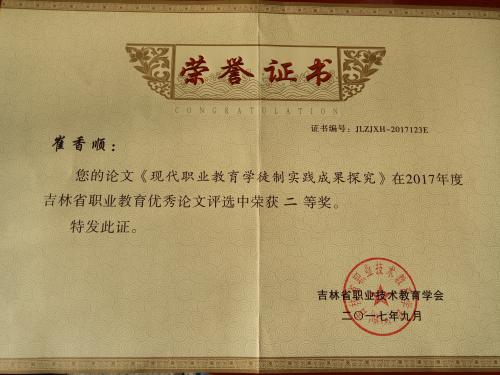 荣誉证书
CONGRATULATION
证书编号：JLZJXH-2017123E
崔香顺：
您的论文《现代职业教育学徒制实践成果探究》在2017年度
吉林省职业教育优秀论文评选中荣获 二 等奖。
特发此证。
吉林省职业技术教育学会
二〇一七年九月